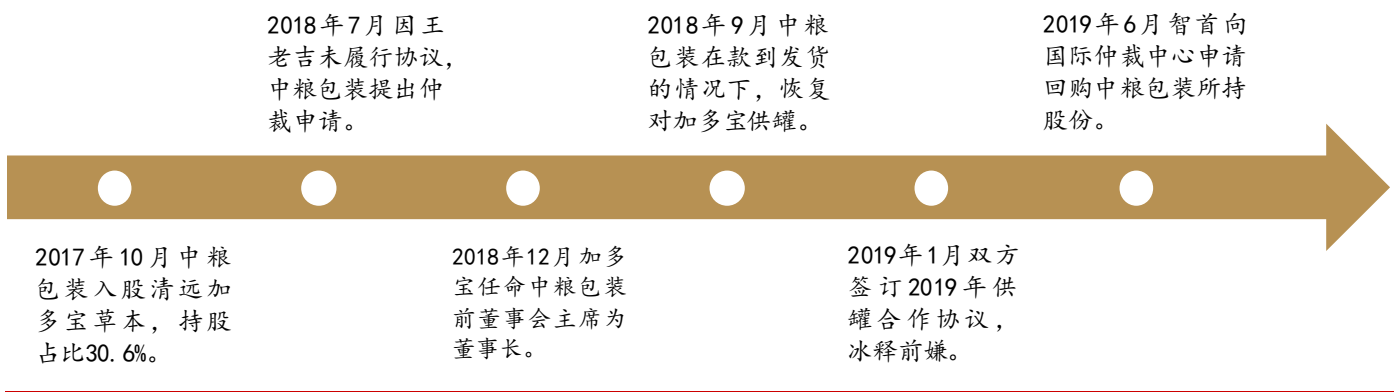 2018年7月因王
老吉未履行协议，
中粮包装提出仲
裁申请。
2018年9月中粮
包装在款到发货
的情况下，恢复
对加多宝供罐。
2019年6月智首向
国际仲裁中心申请
回购中粮包装所持
股份。
2017年10月中粮
包装入股清远加
多宝草本，持股
占比30.6%。
2018年12月加多
宝任命中粮包装
前董事会主席为
董事长。
2019年1月双方
签订2019年供
罐合作协议，
冰释前嫌。